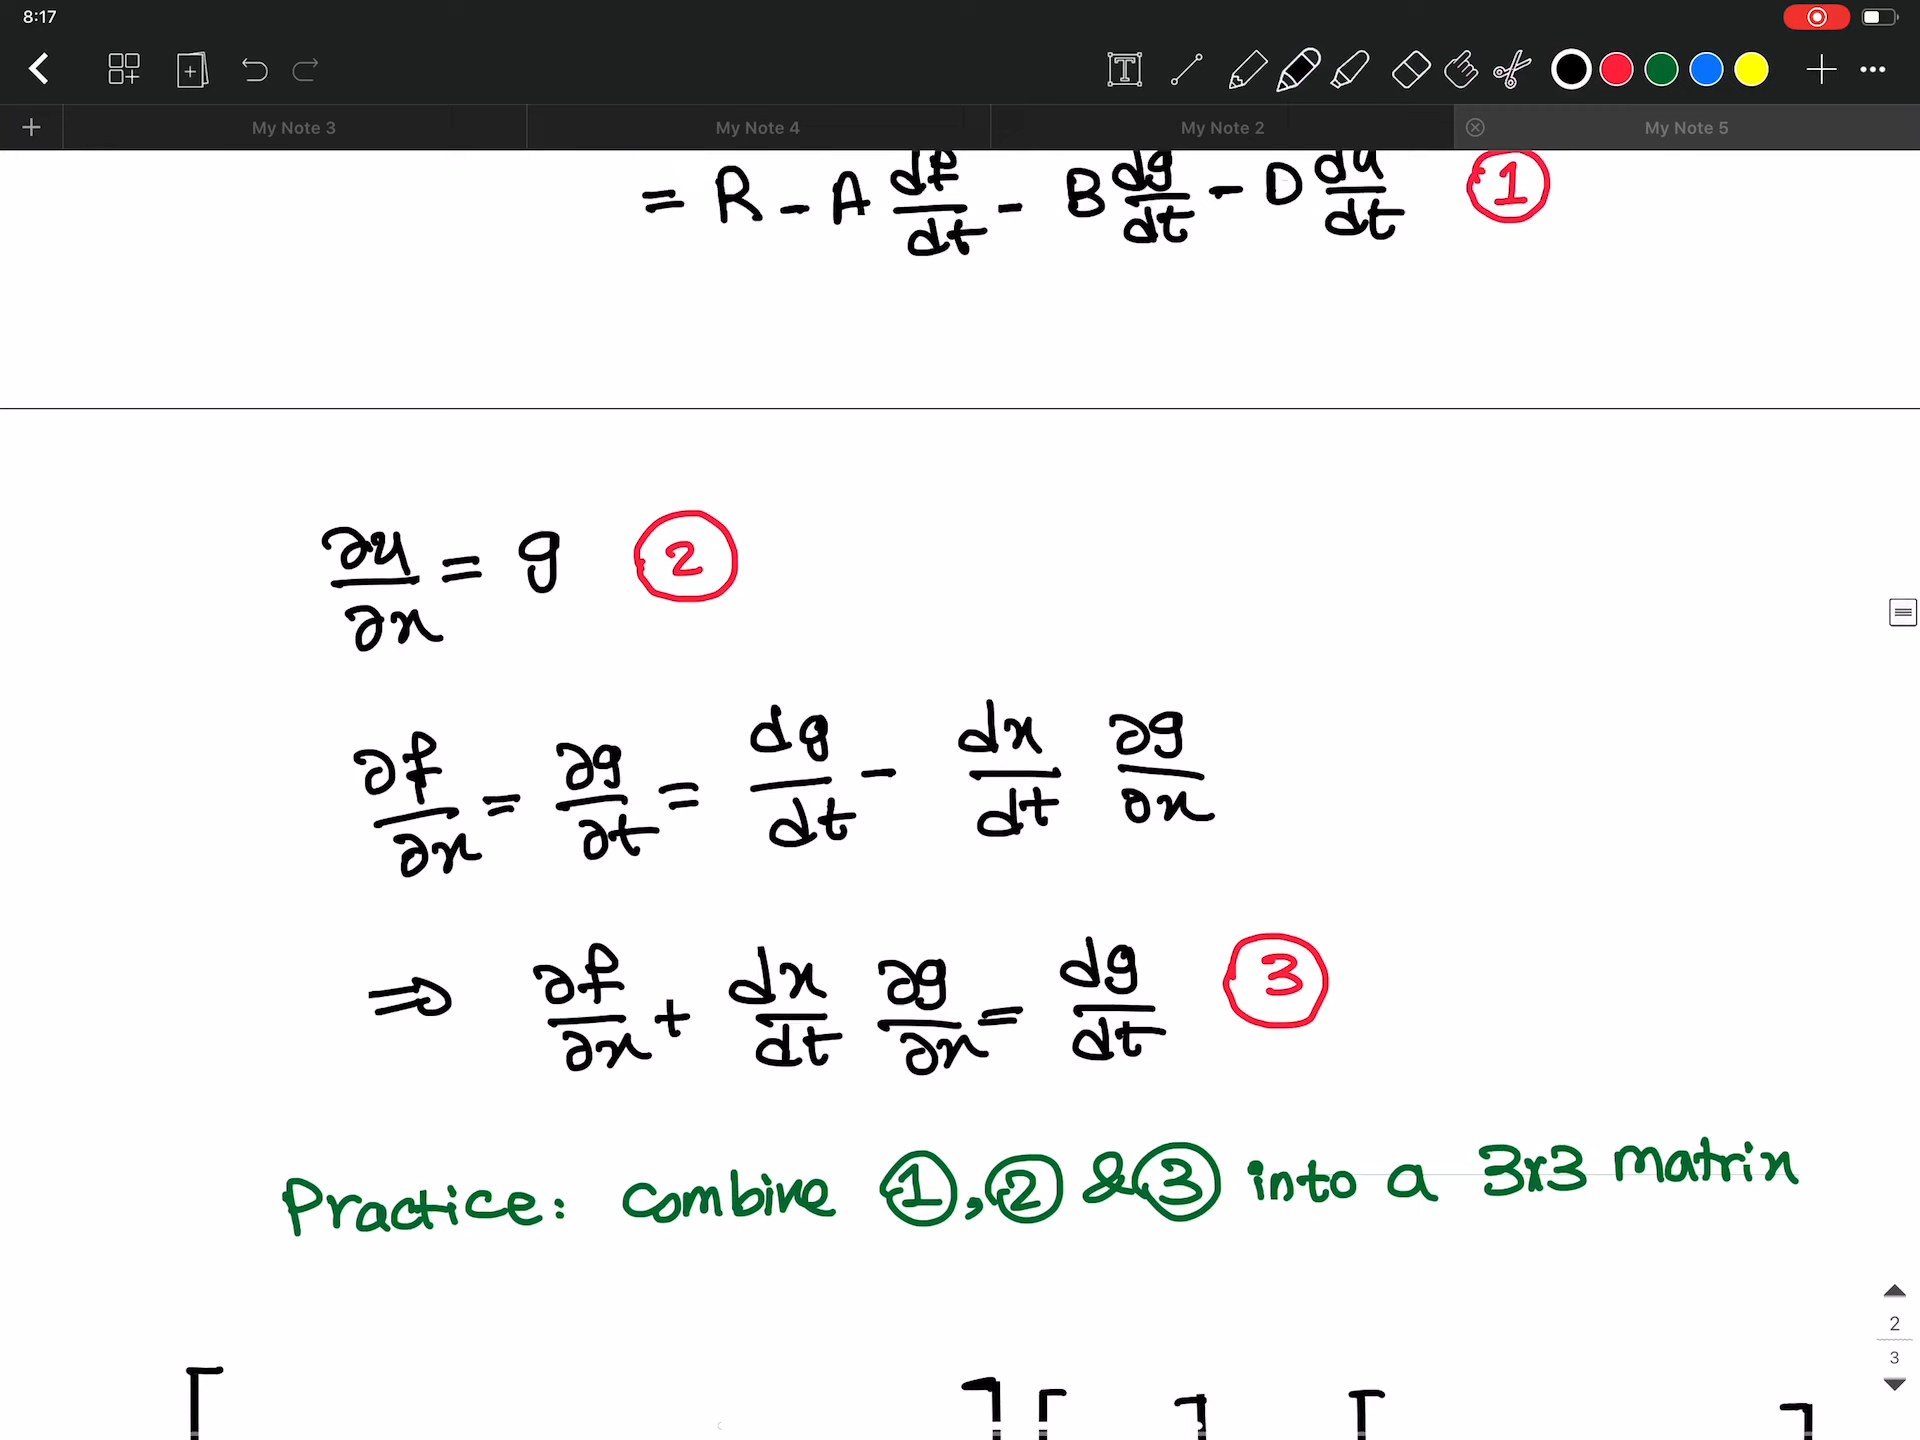 8:17
My Note 3 My Note 4 My Note 2 My Note 5
= R - A df/dt - B dg/dt - D du/dt ①
∂u/∂x = g ②
∂f/∂x = ∂g/∂t = dg/dt - dx/dt ∂g/∂x
⇒ ∂f/∂x + dx/dt ∂g/∂x = dg/dt ③
Practice: combine ①, ② & ③ into a 3x3 matrix
2
3